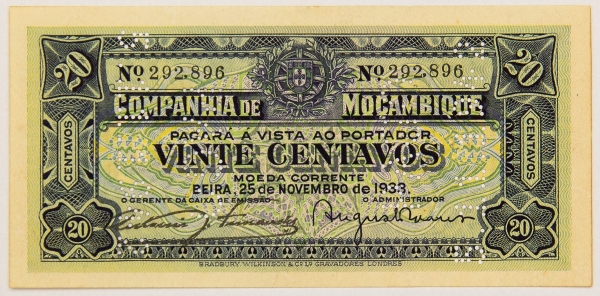 20 Nº 292,896 Nº 292,896 20
COMPANHIA DE MOÇAMBIQUE
PAGARÁ Á VISTA AO PORTADOR
CENTAVOS VINTE CENTAVOS CENTAVOS
MOEDA CORRENTE
BEIRA, 25 DE NOVEMBRO DE 1933.
O GERENTE DA CAIXA DE EMISSÃO O ADMINISTRADOR
20 20
BRADBURY, WILKINSON & Cº Lº GRAVADORES LONDRES